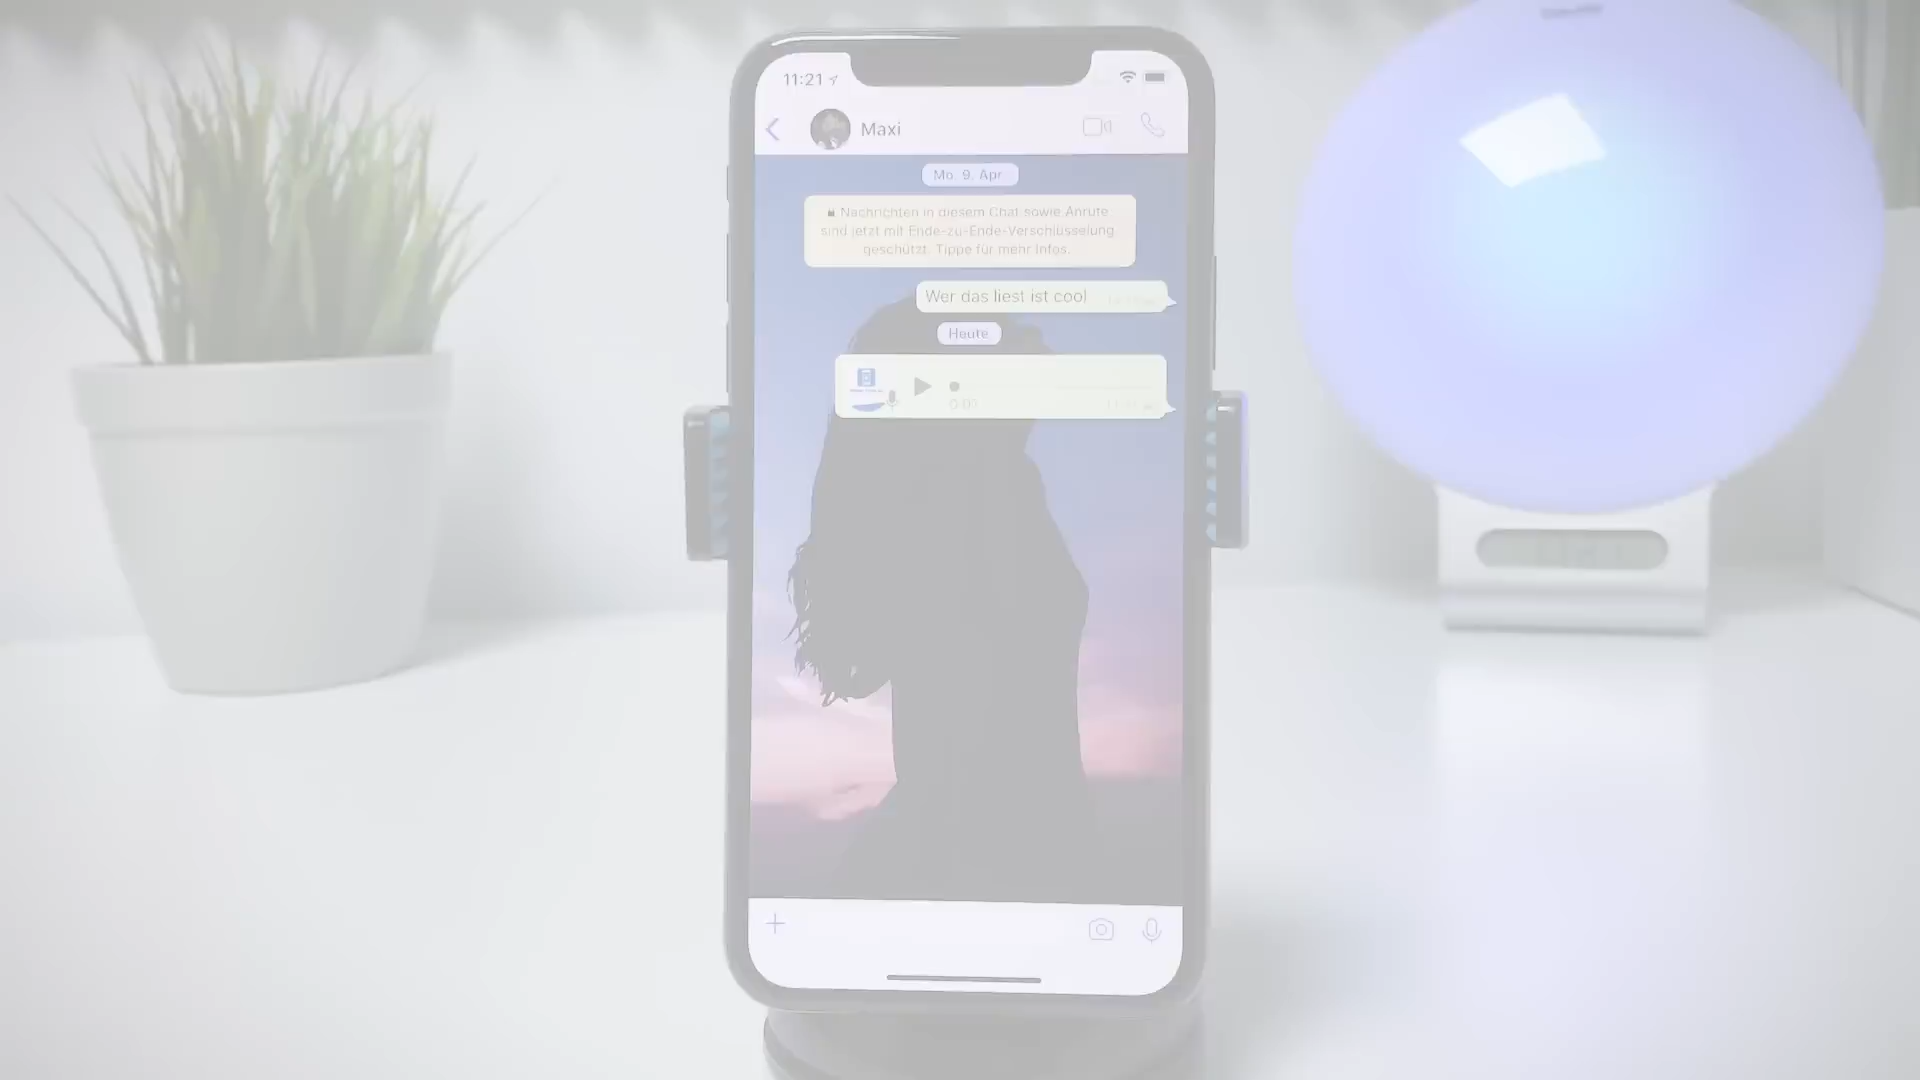 11:21
Maxi
Mo. 9. Apr.
Nachrichten in diesem Chat sowie Anrufe
sind jetzt mit Ende-zu-Ende-Verschlüsselung
geschützt. Tippe für mehr Infos.
Wer das liest ist cool
Heute